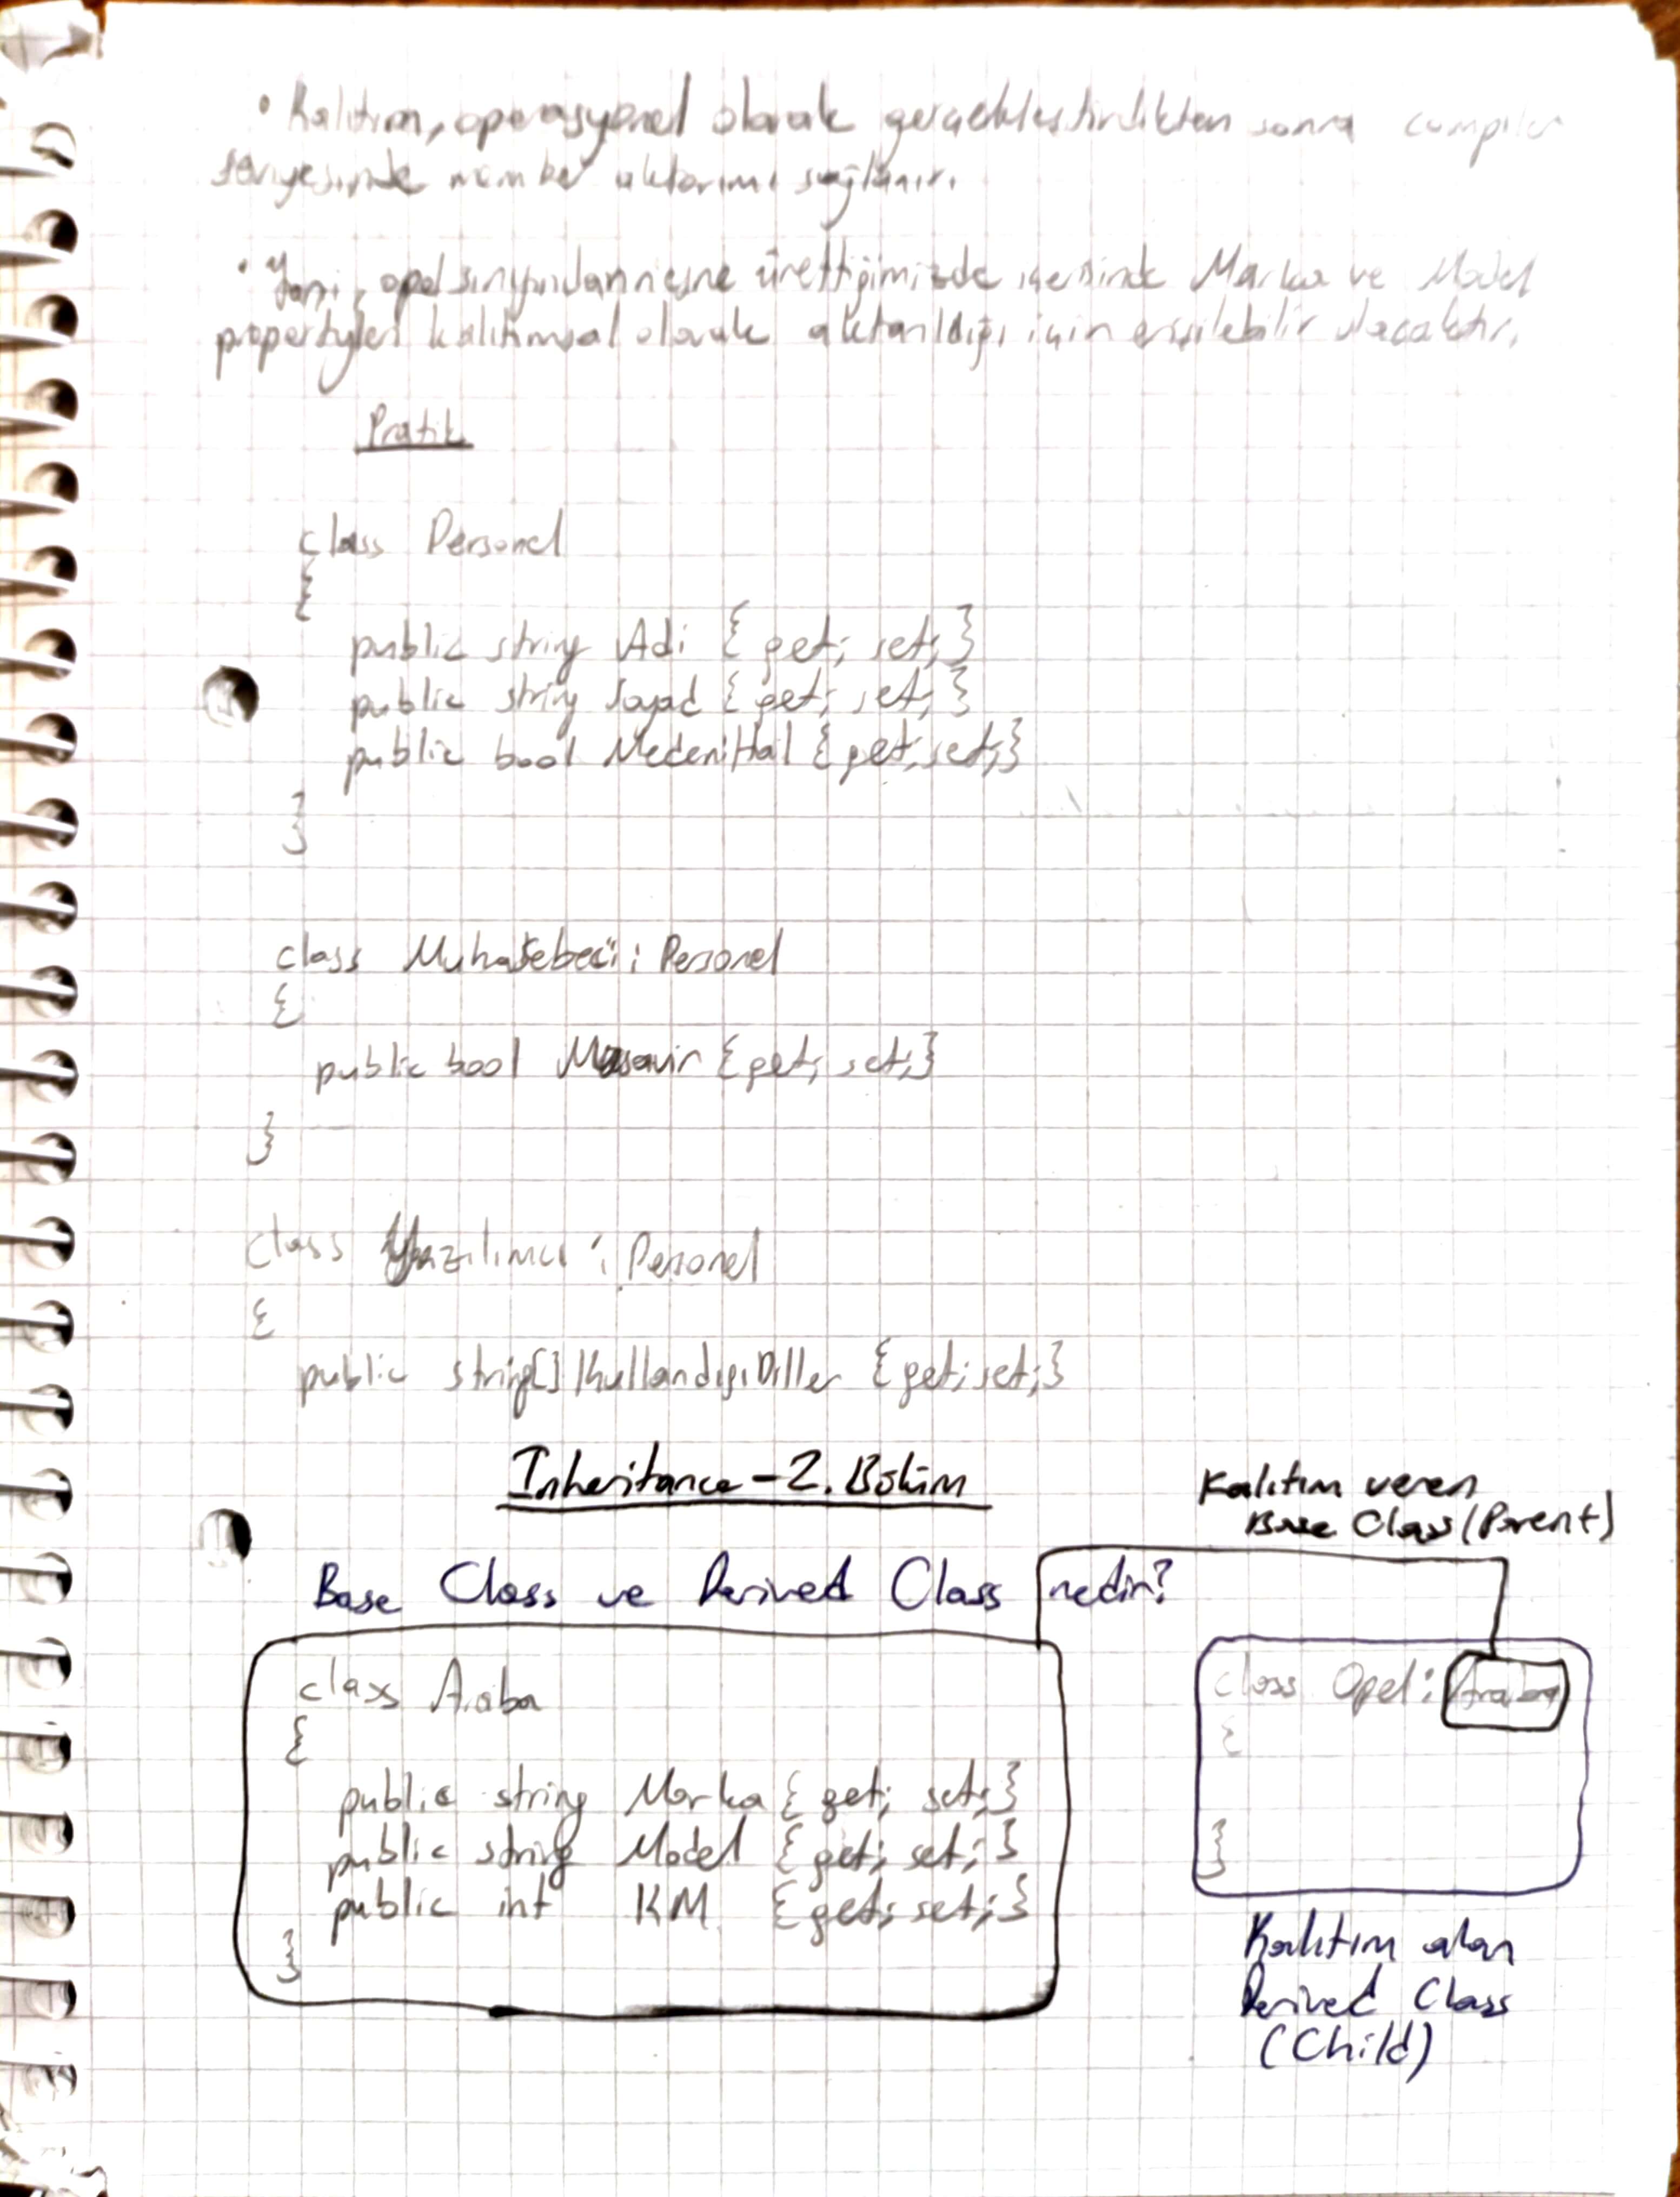 • Kalıtım, operasyonel olarak gerçekleştirdikten sonra compiler
seviyesinde member aktarımı sağlanır.
• Yani, opel sınıfından nesne ürettiğimizde içerisinde Marka ve Model
propertyleri kalıtımsal olarak aktarıldığı için erişilebilir olacaktır.
Pratik
class Personel
{
public string Adi { get; set; }
public string Soyad { get; set; }
public bool MedeniHal { get; set; }
}
class Muhasebeci : Personel
{
public bool Musavir { get; set; }
}
class Yazılımcı : Personel
{
public string[] KullandıgıDiller { get; set; }
Inheritance - 2. Bölüm
Kalıtım veren
Base Class (Parent)
Base Class ve Derived Class nedir?
class Araba
{
public string Marka { get; set; }
public string Model { get; set; }
public int KM { get; set; }
}
class Opel : Araba
{
}
Kalıtım alan
Derived Class
(Child)